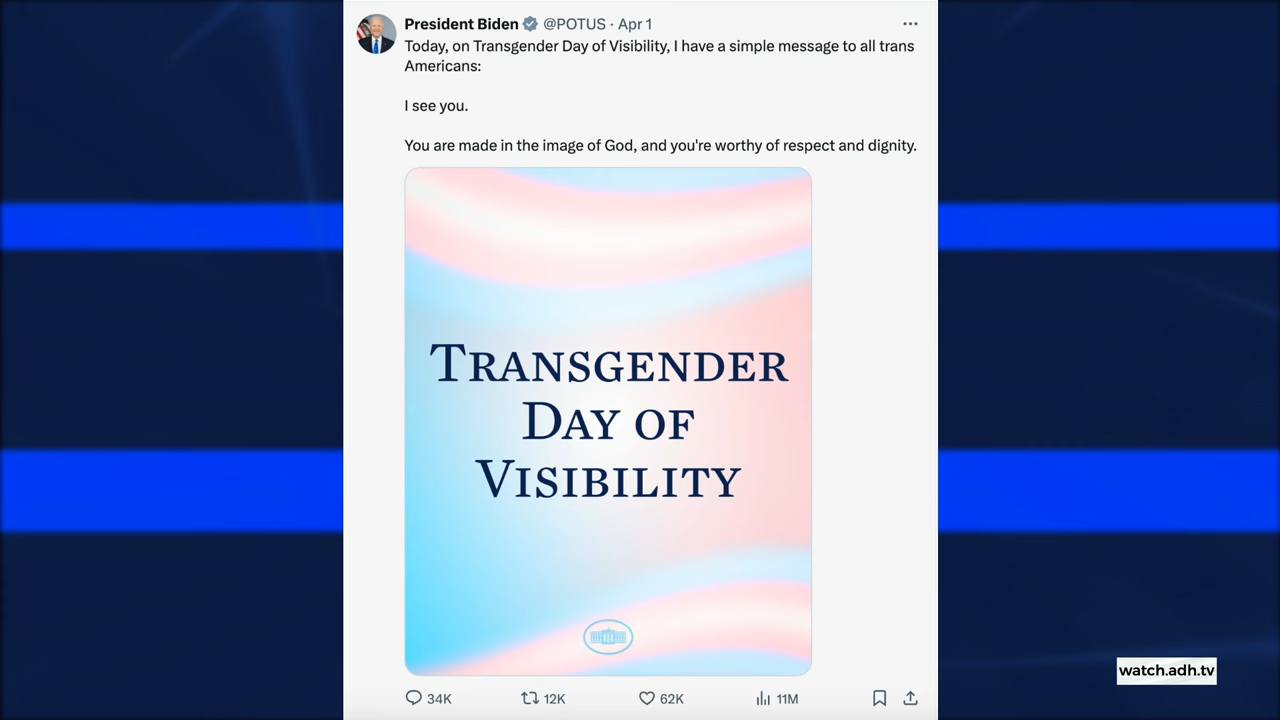 President Biden @POTUS · Apr 1
Today, on Transgender Day of Visibility, I have a simple message to all trans
Americans:
I see you.
You are made in the image of God, and you're worthy of respect and dignity.
TRANSGENDER
DAY OF
VISIBILITY
34K 12K 62K 11M
watch.adh.tv